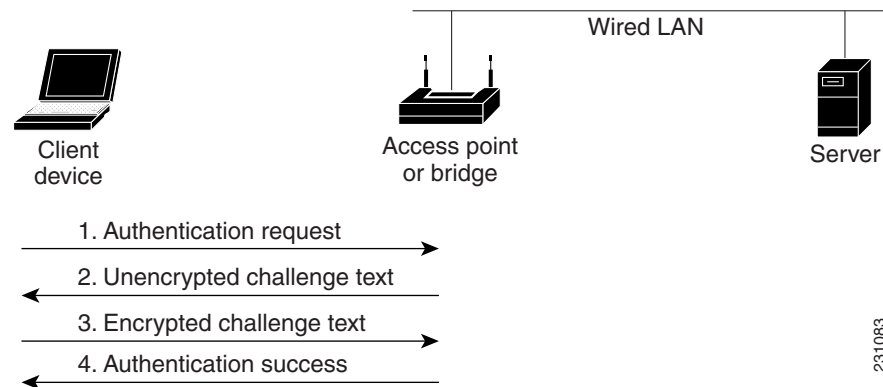 Wired LAN
Client
device
Access point
or bridge
Server
1. Authentication request
2. Unencrypted challenge text
3. Encrypted challenge text
4. Authentication success
231083